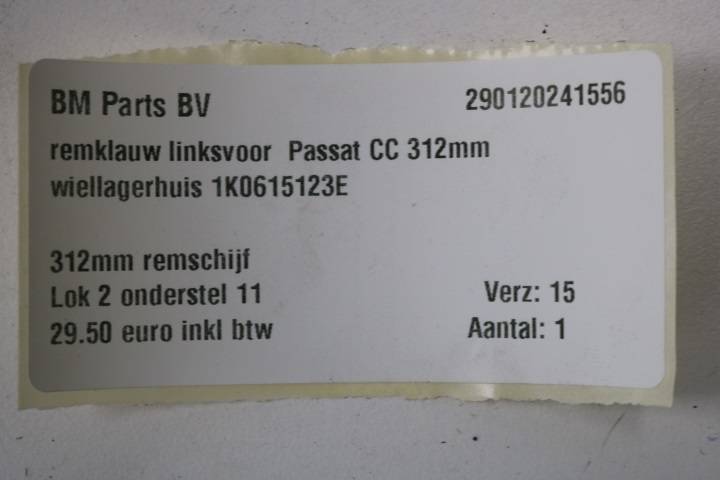 BM Parts BV 290120241556
remklauw linksvoor Passat CC 312mm
wiellagerhuis 1K0615123E
312mm remschijf
Lok 2 onderstel 11 Verz: 15
29.50 euro inkl btw Aantal: 1